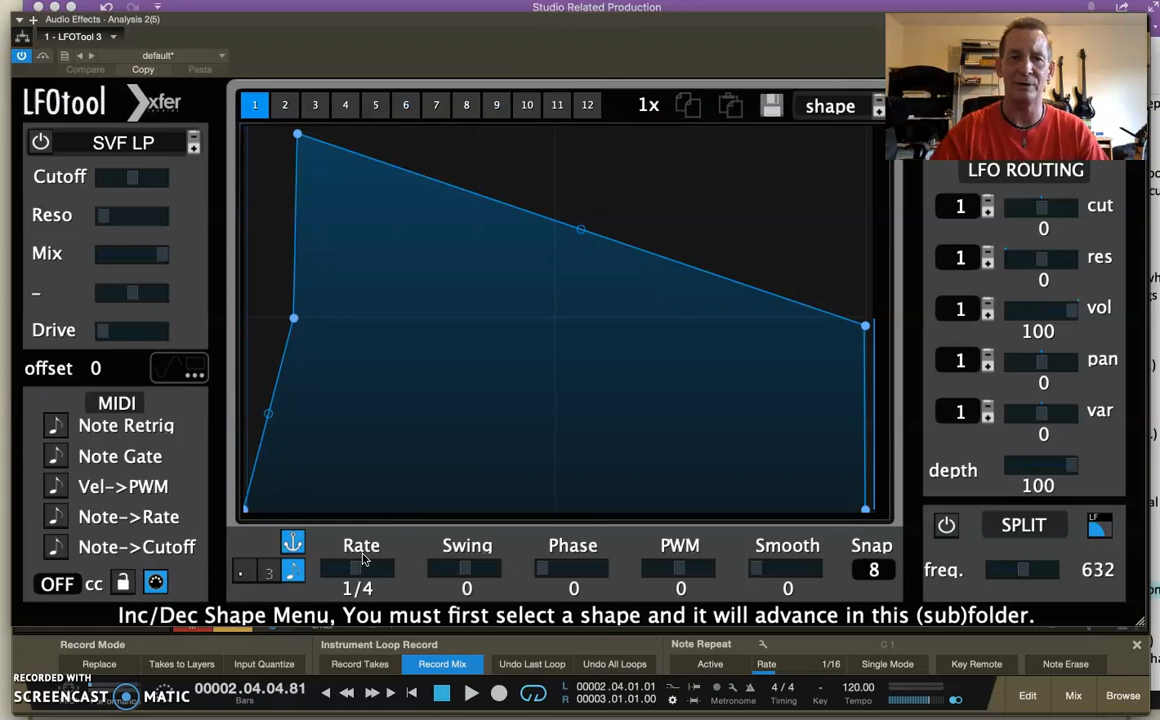 Studio Related Production
Audio Effects - Analysis 2(5)
1 - LFOTool 3
default*
Compare Copy Paste
LFOtool xfer
1 2 3 4 5 6 7 8 9 10 11 12 1x shape
SVF LP
Cutoff
Reso
Mix
–
Drive
offset 0
MIDI
Note Retrig
Note Gate
Vel->PWM
Note->Rate
Note->Cutoff
OFF cc
LFO ROUTING
1 cut
0
1 res
0
1 vol
100
1 pan
0
1 var
0
depth
100
SPLIT LF
freq. 632
Rate Swing Phase PWM Smooth Snap
. 3 8
1/4 0 0 0 0
Inc/Dec Shape Menu, You must first select a shape and it will advance in this (sub)folder.
Record Mode Instrument Loop Record Note Repeat
Replace Takes to Layers Input Quantize Record Takes Record Mix Undo Last Loop Undo All Loops Active Rate 1/16 Single Mode Key Remote Note Erase
RECORDED WITH
SCREENCAST MATIC
00002.04.04.81
Bars
L 00002.04.01.01
R 00003.01.01.00
Metronome
4 / 4
Timing
-
Key
120.00
Tempo
Edit Mix Browse